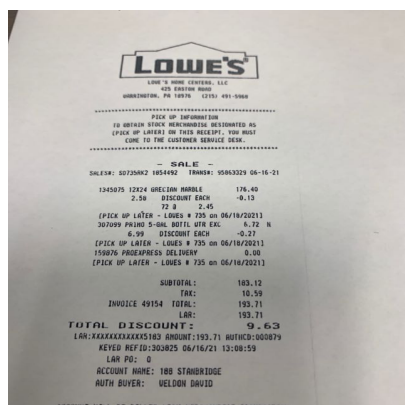 LOWE'S
LOWE'S HOME CENTERS, LLC
425 EASTON ROAD
WARRINGTON, PA 18976 (215) 491-5960
PICK UP INFORMATION
TO OBTAIN STOCK MERCHANDISE DESIGNATED AS
[PICK UP LATER] ON THIS RECEIPT, YOU MUST
COME TO THE CUSTOMER SERVICE DESK.
- SALE -
SALES#: SO735RK2 1854492 TRANS#: 95863329 06-16-21
1345075 12X24 GRECIAN MARBLE 176.40
2.58 DISCOUNT EACH -0.13
72 @ 2.45
[PICK UP LATER - LOWES # 735 on 06/18/2021]
307099 PRIMO 5-GAL BOTTL WTR EXC 6.72 N
6.99 DISCOUNT EACH -0.27
[PICK UP LATER - LOWES # 735 on 06/18/2021]
159876 PROEXPRESS DELIVERY 0.00
[PICK UP LATER - LOWES # 735 on 06/18/2021]
SUBTOTAL: 183.12
TAX: 10.59
INVOICE 49154 TOTAL: 193.71
LAR: 193.71
TOTAL DISCOUNT: 9.63
LAR:XXXXXXXXXXXX5183 AMOUNT:193.71 AUTHCD:000879
KEYED REFID:303825 06/16/21 13:08:59
LAR PO: 0
ACCOUNT NAME: 188 STANBRIDGE
AUTH BUYER: WELDON DAVID